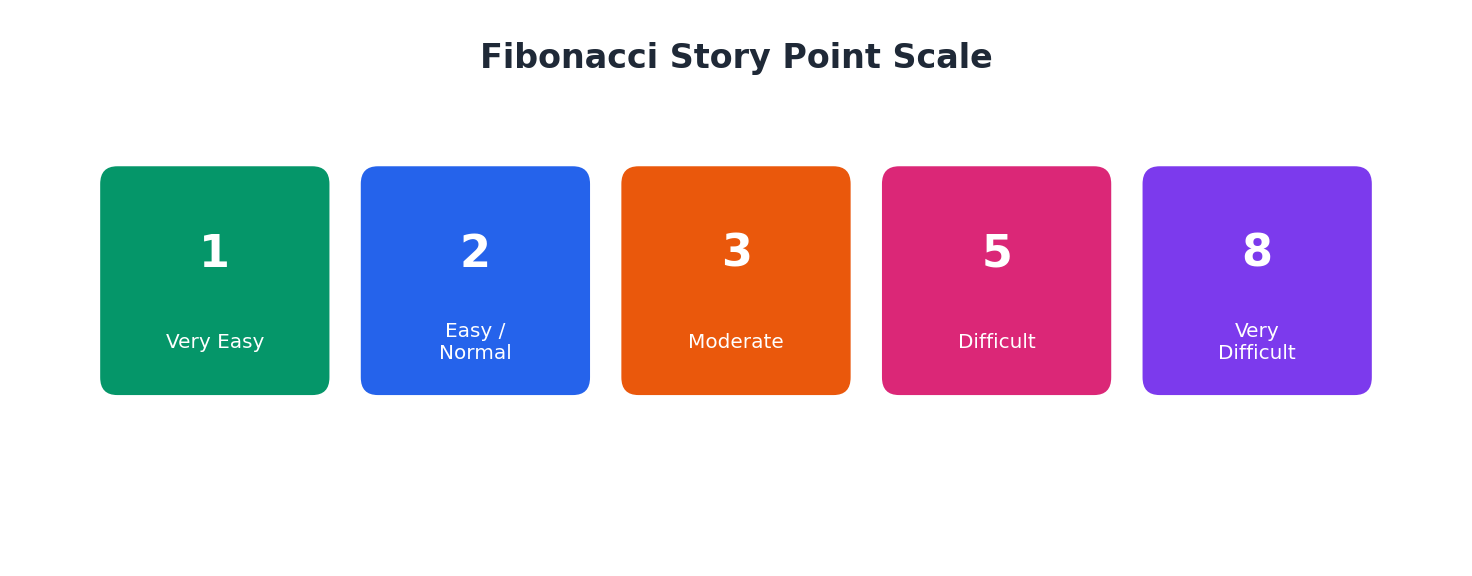 Fibonacci Story Point Scale
1
Very Easy
2
Easy /
Normal
3
Moderate
5
Difficult
8
Very
Difficult